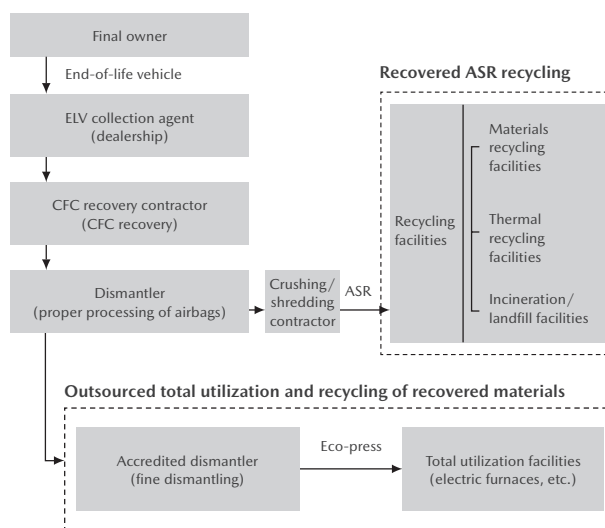 Final owner
End-of-life vehicle
ELV collection agent
(dealership)
CFC recovery contractor
(CFC recovery)
Dismantler
(proper processing of airbags)
Crushing/
shredding
contractor
ASR
Recovered ASR recycling
Recycling
facilities
Materials
recycling
facilities
Thermal
recycling
facilities
Incineration/
landfill facilities
Outsourced total utilization and recycling of recovered materials
Accredited dismantler
(fine dismantling)
Eco-press
Total utilization facilities
(electric furnaces, etc.)